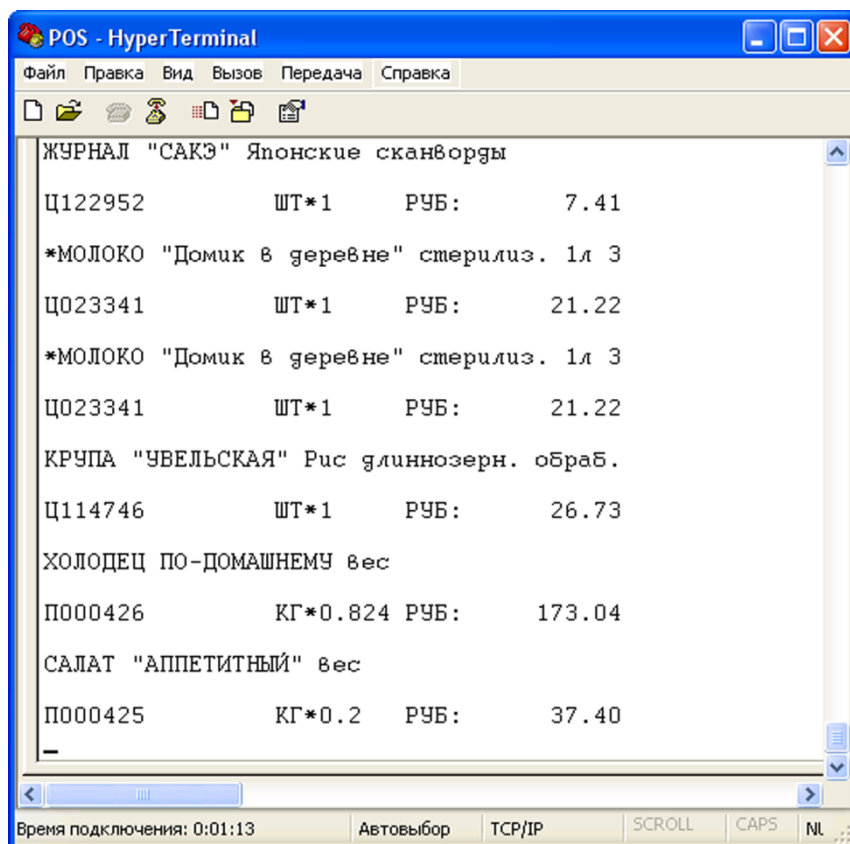 POS - HyperTerminal
Файл Правка Вид Вызов Передача Справка
ЖУРНАЛ "САКЭ" Японские сканворды
Ц122952 ШТ*1 РУБ: 7.41
*МОЛОКО "Домик в деревне" стерилиз. 1л 3
Ц023341 ШТ*1 РУБ: 21.22
*МОЛОКО "Домик в деревне" стерилиз. 1л 3
Ц023341 ШТ*1 РУБ: 21.22
КРУПА "УВЕЛЬСКАЯ" Рис длиннозерн. обраб.
Ц114746 ШТ*1 РУБ: 26.73
ХОЛОДЕЦ ПО-ДОМАШНЕМУ вес
П000426 КГ*0.824 РУБ: 173.04
САЛАТ "АППЕТИТНЫЙ" вес
П000425 КГ*0.2 РУБ: 37.40
Время подключения: 0:01:13 Автовыбор TCP/IP SCROLL CAPS NU